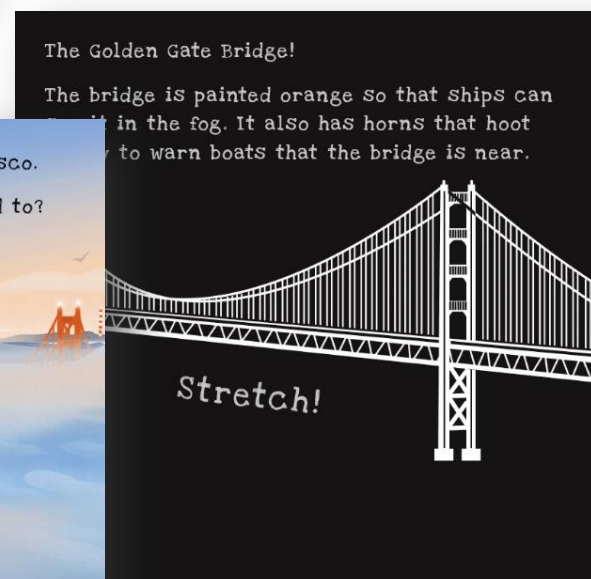 The Golden Gate Bridge!
The bridge is painted orange so that ships can
in the fog. It also has horns that hoot
to warn boats that the bridge is near.
to?
Stretch!